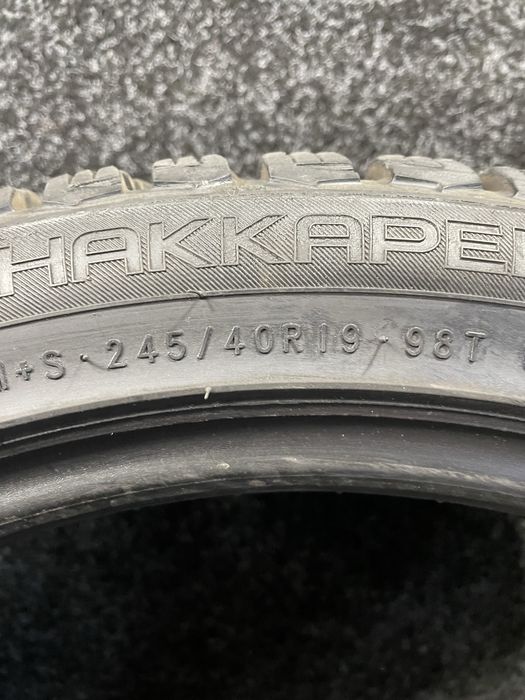 HAKKAPE
+S · 245/40R19 · 98T